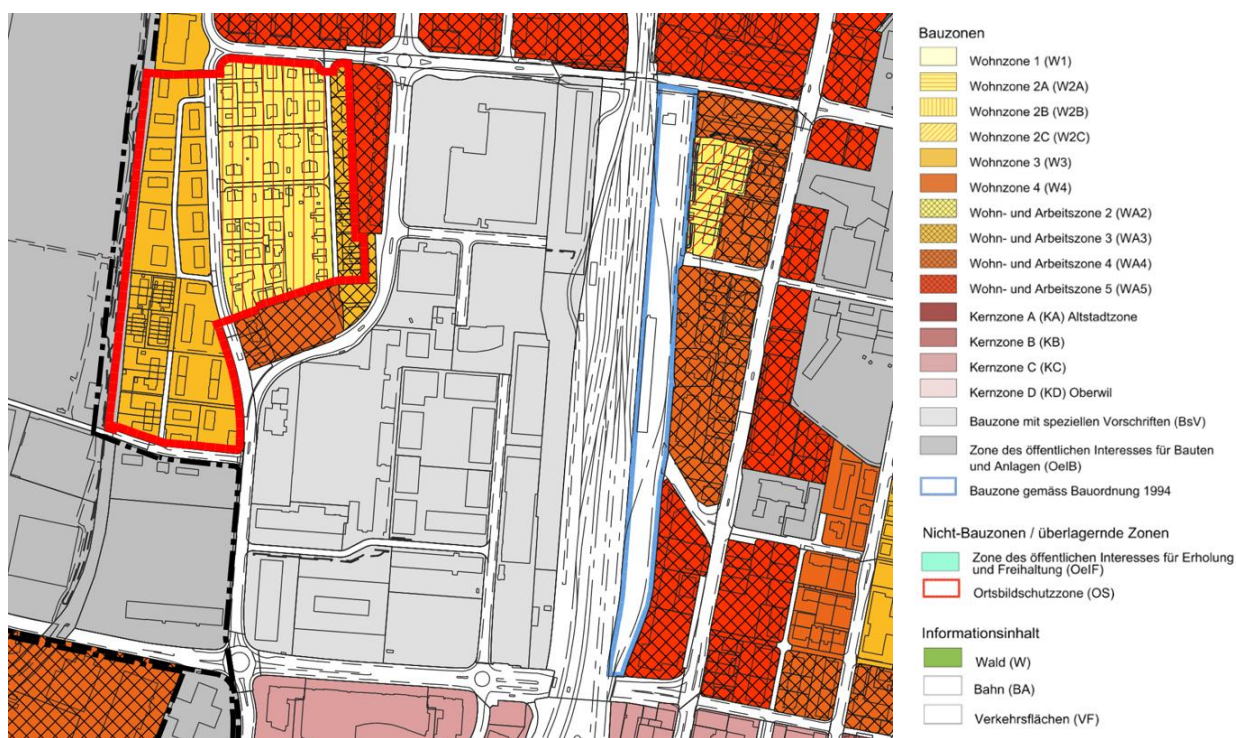 Bauzonen
Wohnzone 1 (W1)
Wohnzone 2A (W2A)
Wohnzone 2B (W2B)
Wohnzone 2C (W2C)
Wohnzone 3 (W3)
Wohnzone 4 (W4)
Wohn- und Arbeitszone 2 (WA2)
Wohn- und Arbeitszone 3 (WA3)
Wohn- und Arbeitszone 4 (WA4)
Wohn- und Arbeitszone 5 (WA5)
Kernzone A (KA) Altstadtzone
Kernzone B (KB)
Kernzone C (KC)
Kernzone D (KD) Oberwil
Bauzone mit speziellen Vorschriften (BsV)
Zone des öffentlichen Interesses für Bauten
und Anlagen (OeIB)
Bauzone gemäss Bauordnung 1994
Nicht-Bauzonen / überlagernde Zonen
Zone des öffentlichen Interesses für Erholung
und Freihaltung (OeIF)
Ortsbildschutzzone (OS)
Informationsinhalt
Wald (W)
Bahn (BA)
Verkehrsflächen (VF)